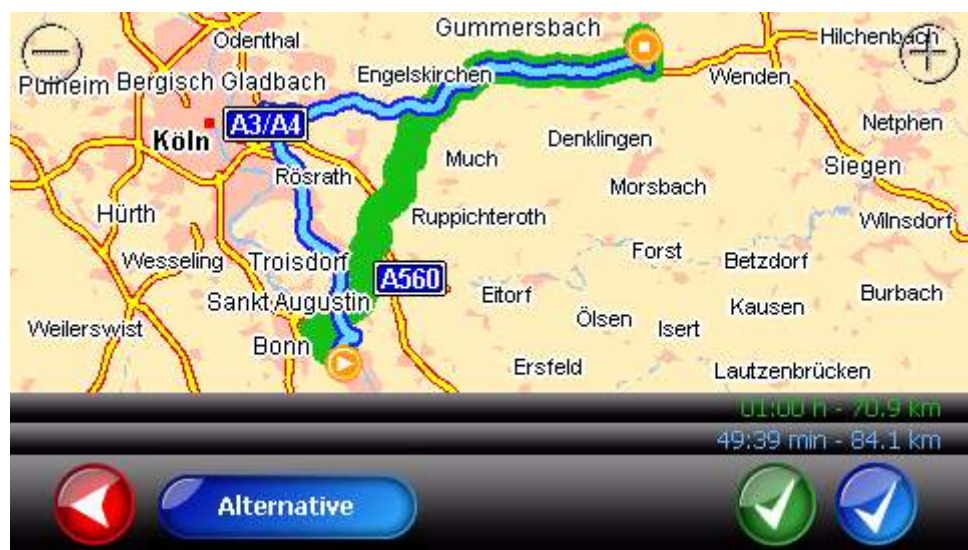 Gummersbach
Odenthal
Hilchenbach
Pulheim Bergisch Gladbach
Engelskirchen
Wenden
A3/A4
Köln
Denklingen
Netphen
Much
Siegen
Rösrath
Morsbach
Hürth
Ruppichteroth
Wilnsdorf
Wesseling
Troisdorf
Forst
Betzdorf
A560
Sankt Augustin
Eitorf
Kausen
Burbach
Weilerswist
Ölsen
Isert
Bonn
Ersfeld
Lautzenbrücken
01:00 h - 70.9 km
49:39 min - 84.1 km
Alternative